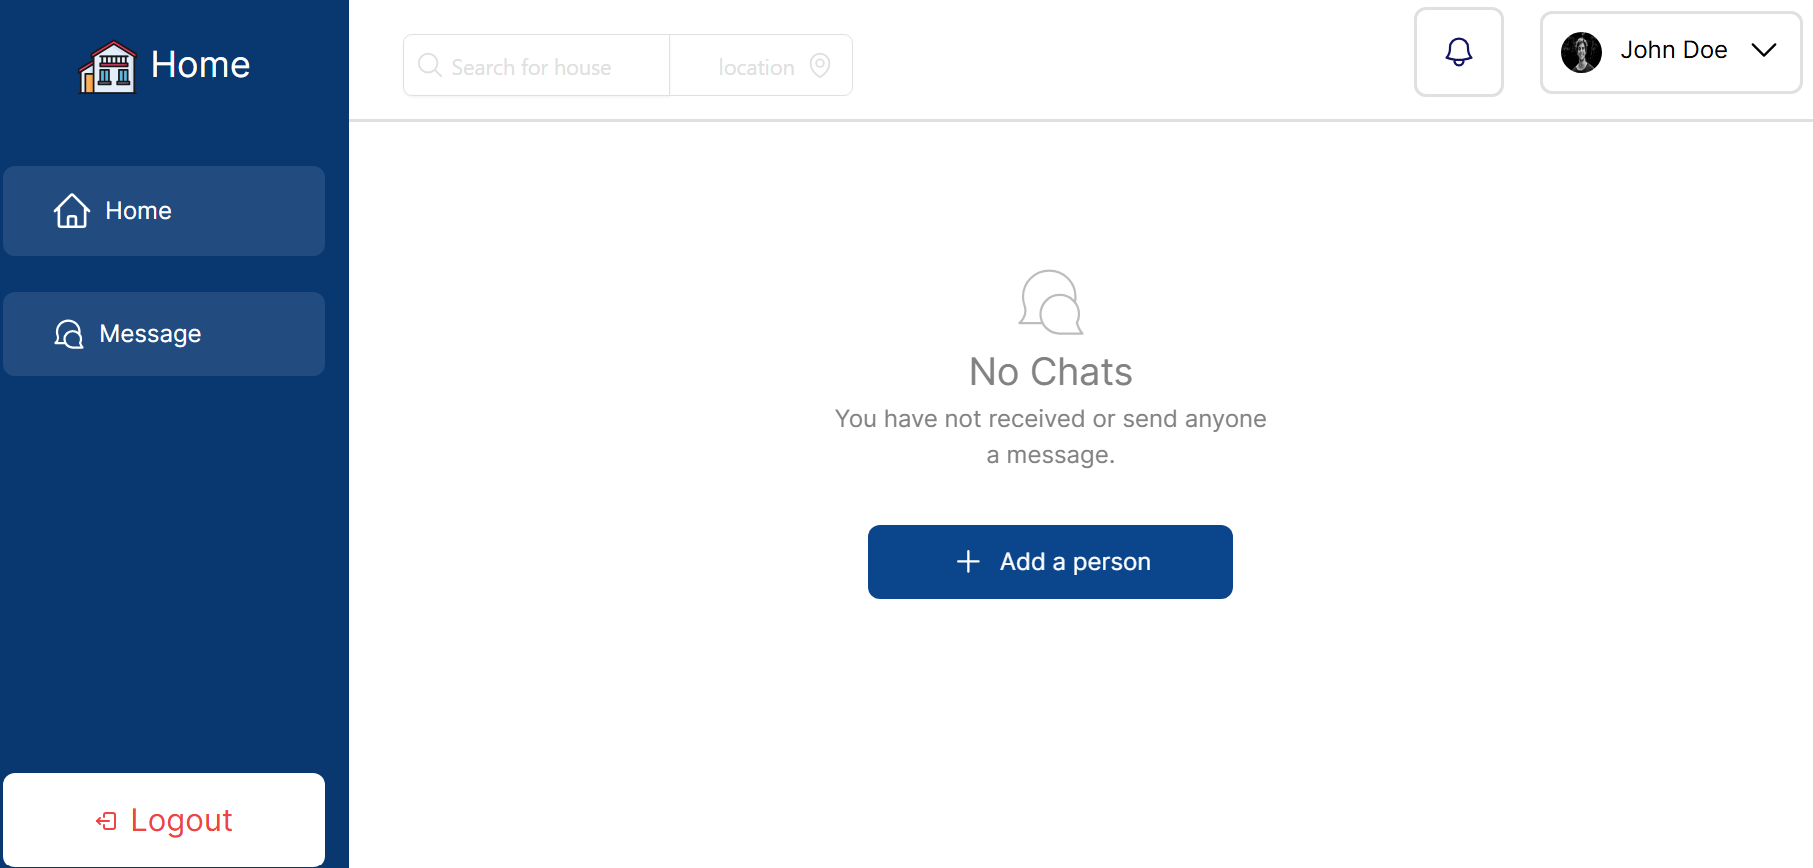 Home
Search for house
location
John Doe
Home
Message
No Chats
You have not received or send anyone
a message.
Add a person
Logout